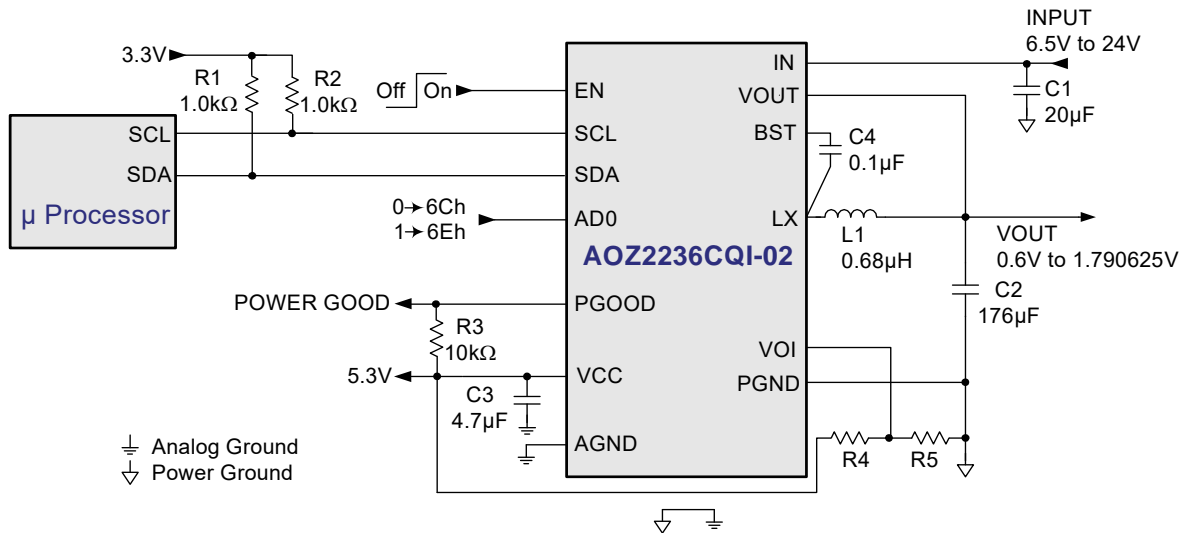 INPUT
6.5V to 24V
3.3V
R1
1.0kΩ
R2
1.0kΩ
Off
On
EN
IN
C1
20µF
VOUT
SCL
SCL
BST
C4
0.1µF
SDA
SDA
µ Processor
0→6Ch
1→6Eh
AD0
LX
L1
0.68µH
AOZ2236CQI-02
VOUT
0.6V to 1.790625V
C2
176µF
POWER GOOD
PGOOD
R3
10kΩ
VOI
5.3V
VCC
PGND
C3
4.7µF
AGND
R4
R5
Analog Ground
Power Ground